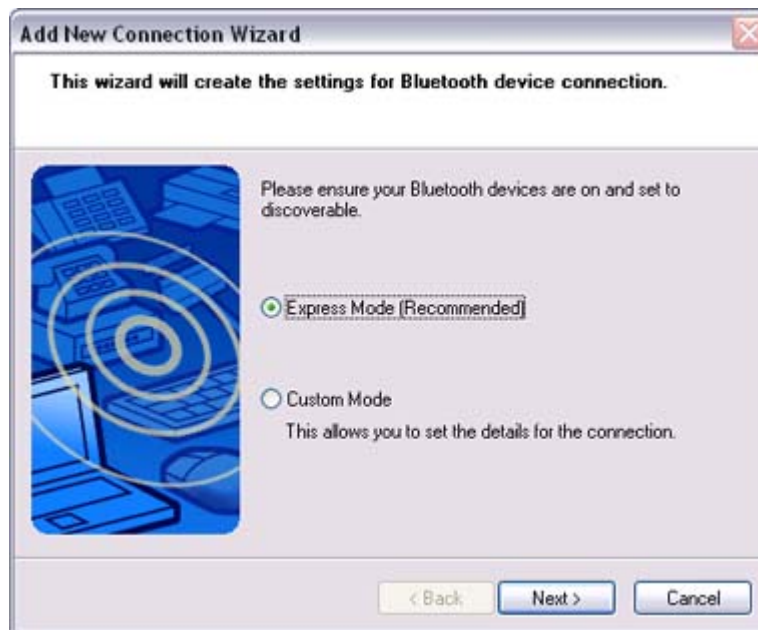 Add New Connection Wizard
This wizard will create the settings for Bluetooth device connection.
Please ensure your Bluetooth devices are on and set to
discoverable.
Express Mode (Recommended)
Custom Mode
This allows you to set the details for the connection.
< Back
Next >
Cancel